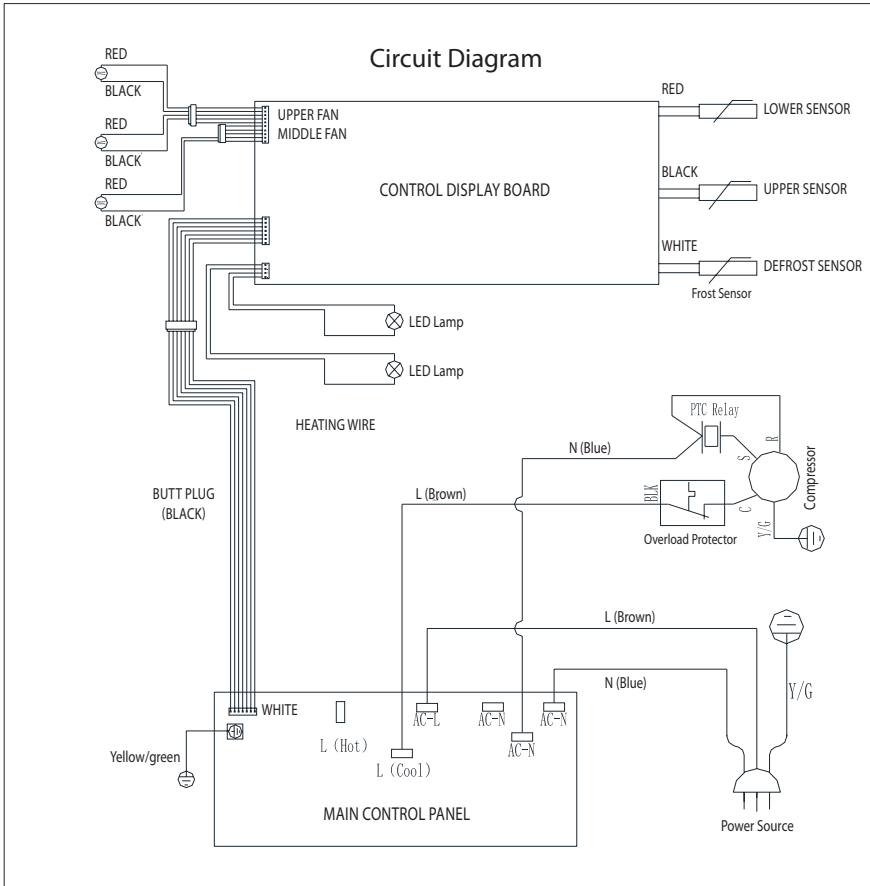 Circuit Diagram
RED
BLACK
RED
BLACK
RED
BLACK
UPPER FAN
MIDDLE FAN
CONTROL DISPLAY BOARD
RED
LOWER SENSOR
BLACK
UPPER SENSOR
WHITE
DEFROST SENSOR
Frost Sensor
LED Lamp
LED Lamp
HEATING WIRE
PTC Relay
N (Blue)
S
R
Compressor
L (Brown)
BLK
C
Y/G
Overload Protector
BUTT PLUG
(BLACK)
L (Brown)
N (Blue)
Y/G
WHITE
L (Hot)
L (Cool)
AC-L
AC-N
AC-N
AC-N
Yellow/green
MAIN CONTROL PANEL
Power Source